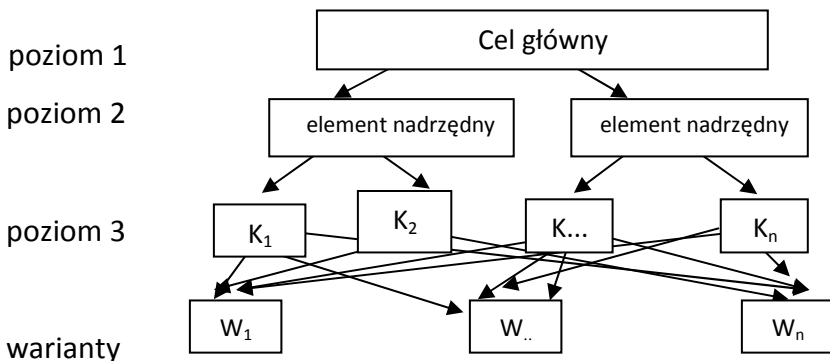 Cel główny
poziom 1
poziom 2
element nadrzędny element nadrzędny
poziom 3
K₁ K₂ K... Kₙ
W₁ W.. Wₙ
warianty